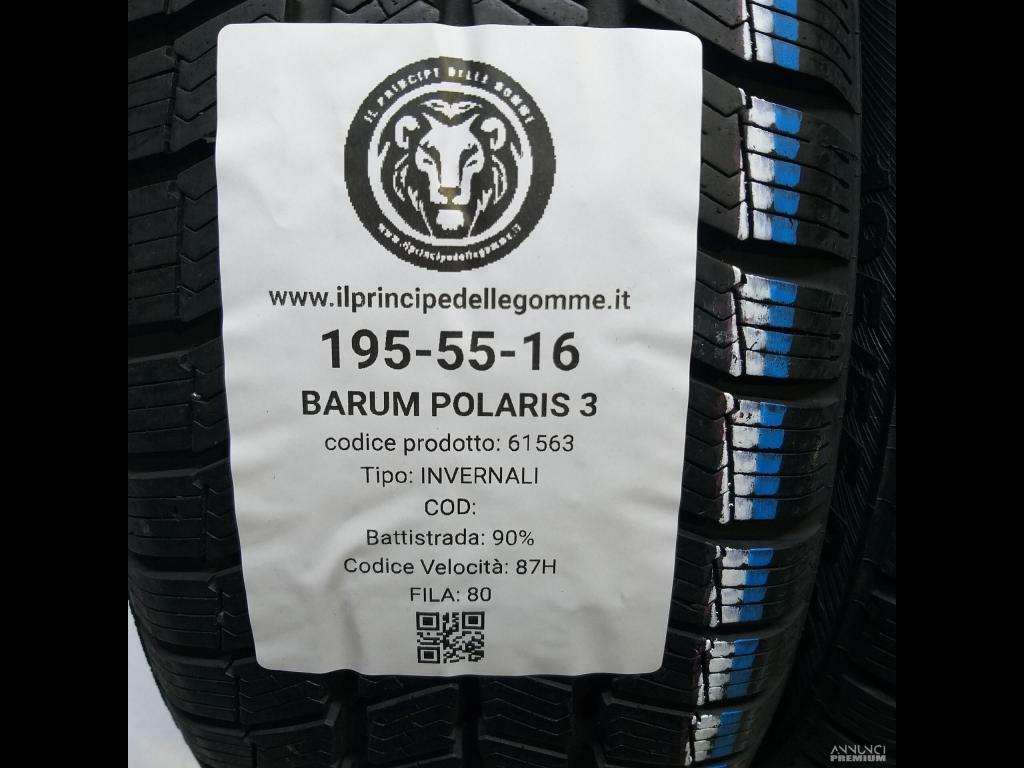 IL PRINCIPE DELLE GOMME
www.ilprincipedellegomme.it
www.ilprincipedellegomme.it
195-55-16
BARUM POLARIS 3
codice prodotto: 61563
Tipo: INVERNALI
COD:
Battistrada: 90%
Codice Velocità: 87H
FILA: 80
ANNUNCI
PREMIUM